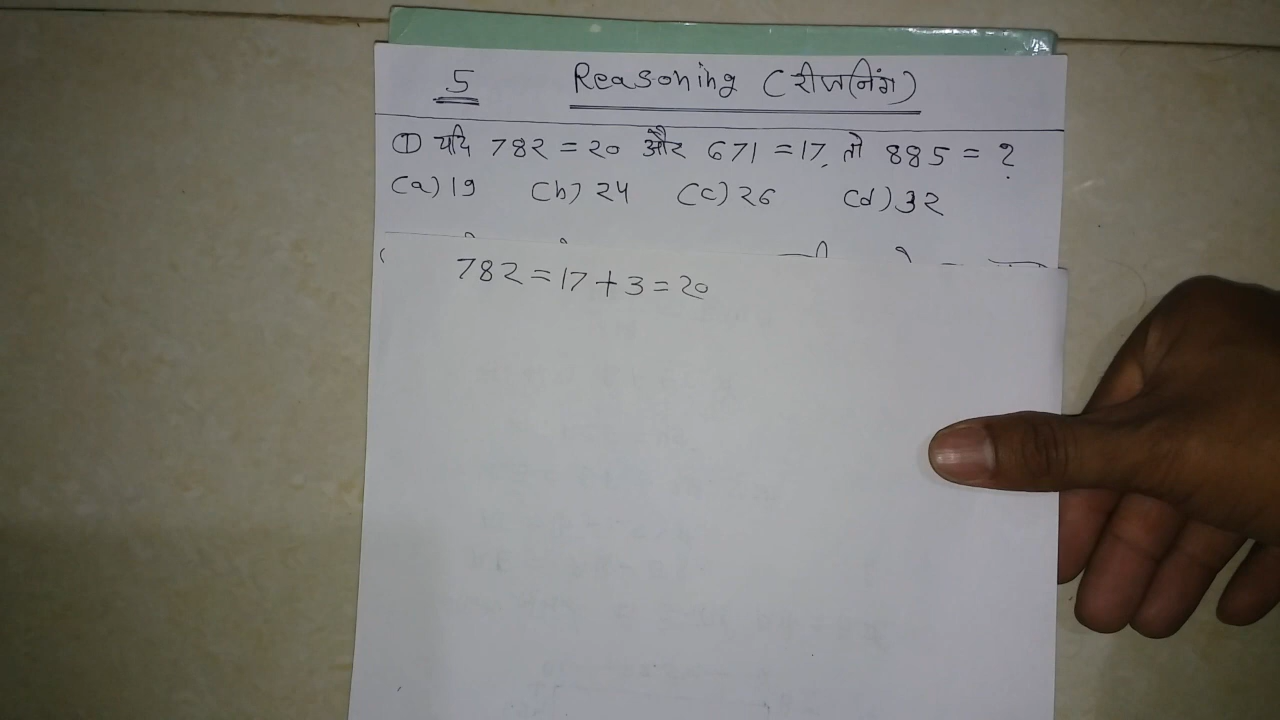 5 Reasoning (रीजनिंग)
① यदि 782 = 20 और 671 = 17, तो 885 = ?
(a) 19 (b) 24 (c) 26 (d) 32
782 = 17 + 3 = 20